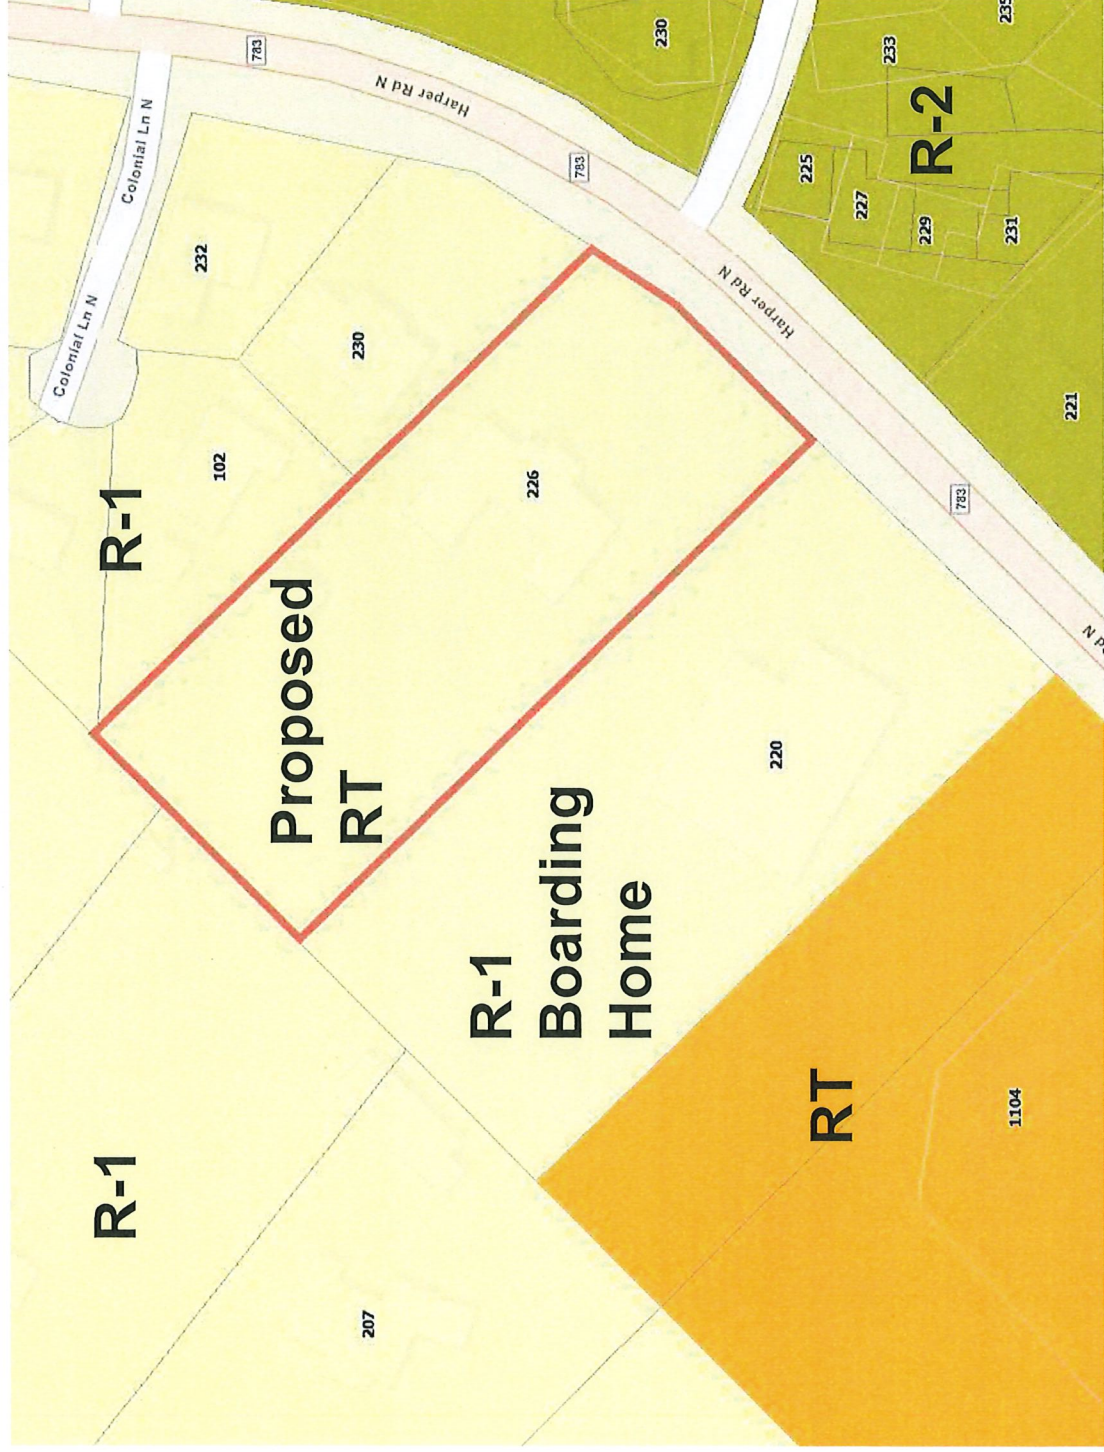 Colonial Ln N
R-1
R-1
Colonial Ln N
232
102
783
Proposed
RT
230
207
Harper Rd N
R-1
Boarding
Home
226
783
230
Harper Rd N
220
225
RT
227
233
229
R-2
783
235
231
1104
221